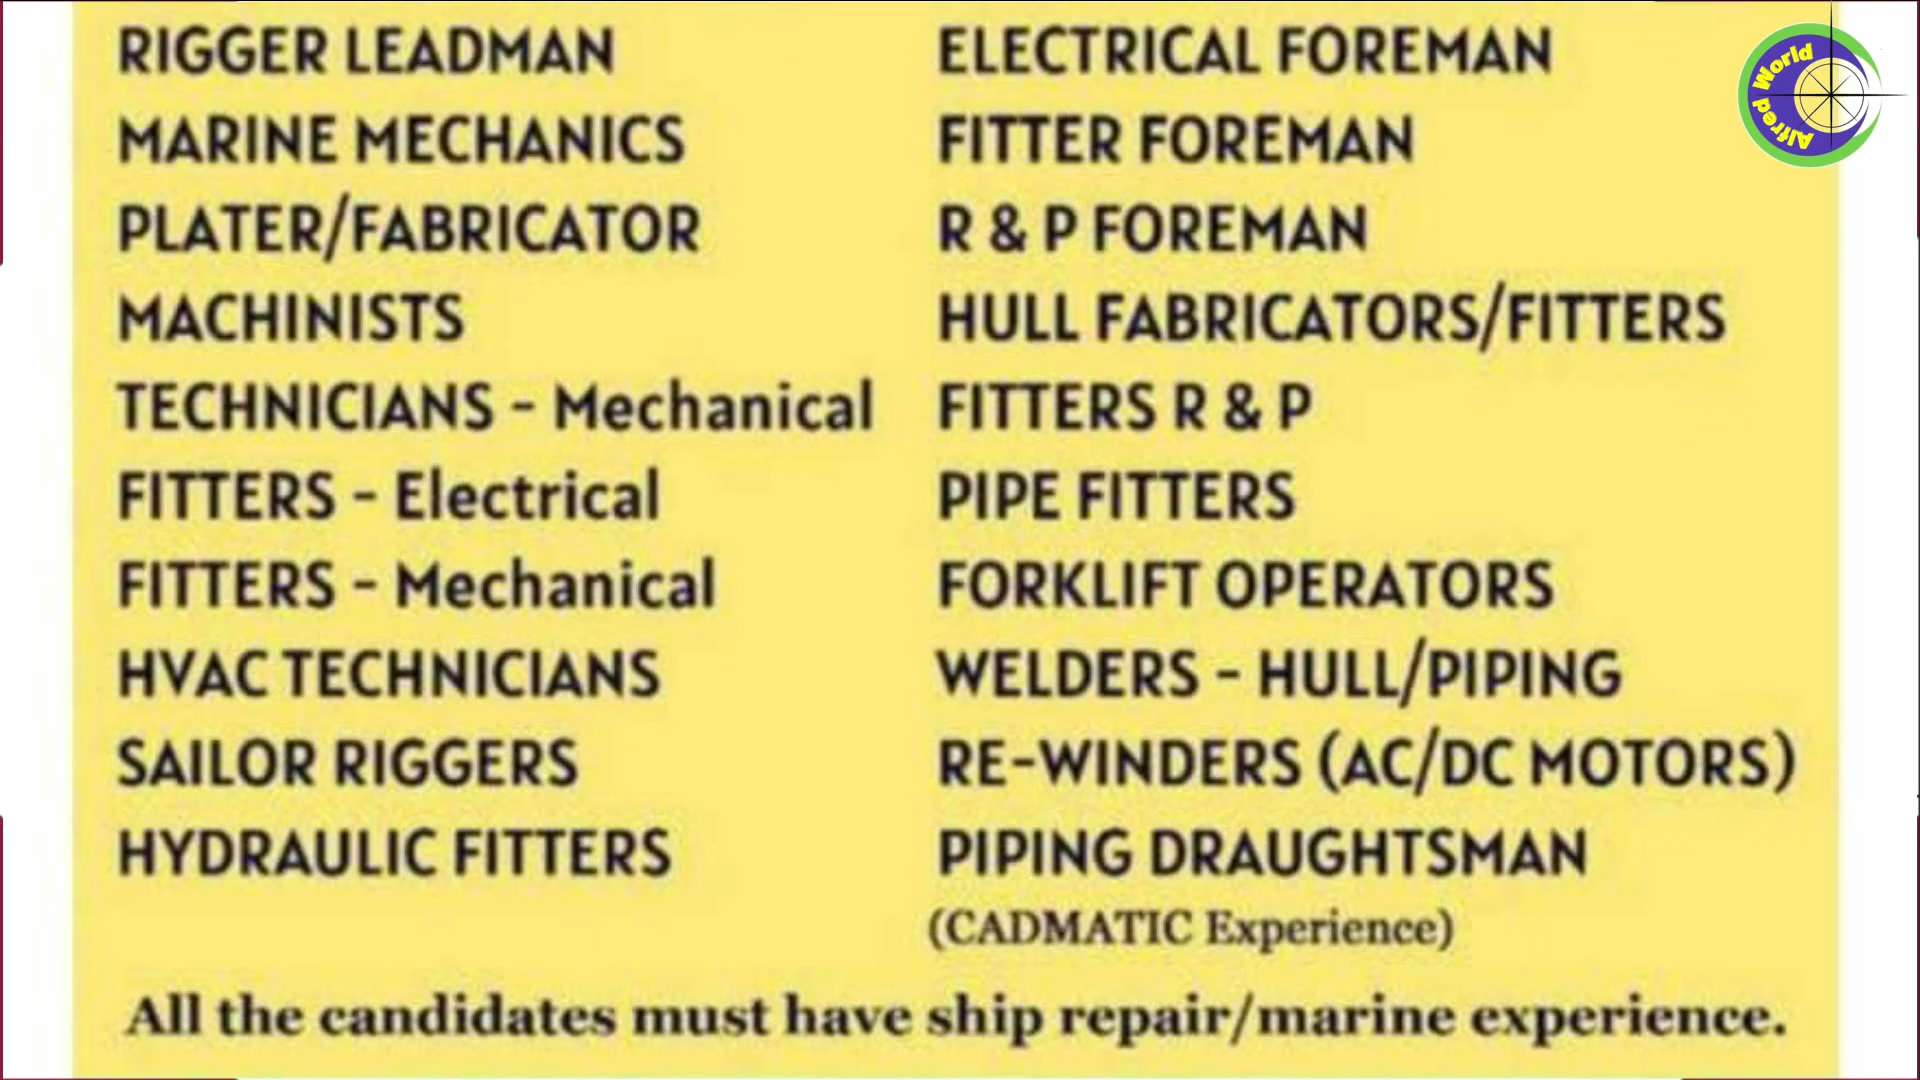 RIGGER LEADMAN
MARINE MECHANICS
PLATER/FABRICATOR
MACHINISTS
TECHNICIANS - Mechanical
FITTERS - Electrical
FITTERS - Mechanical
HVAC TECHNICIANS
SAILOR RIGGERS
HYDRAULIC FITTERS
ELECTRICAL FOREMAN
FITTER FOREMAN
R & P FOREMAN
HULL FABRICATORS/FITTERS
FITTERS R & P
PIPE FITTERS
FORKLIFT OPERATORS
WELDERS - HULL/PIPING
RE-WINDERS (AC/DC MOTORS)
PIPING DRAUGHTSMAN
(CADMATIC Experience)
All the candidates must have ship repair/marine experience.
Alfred World